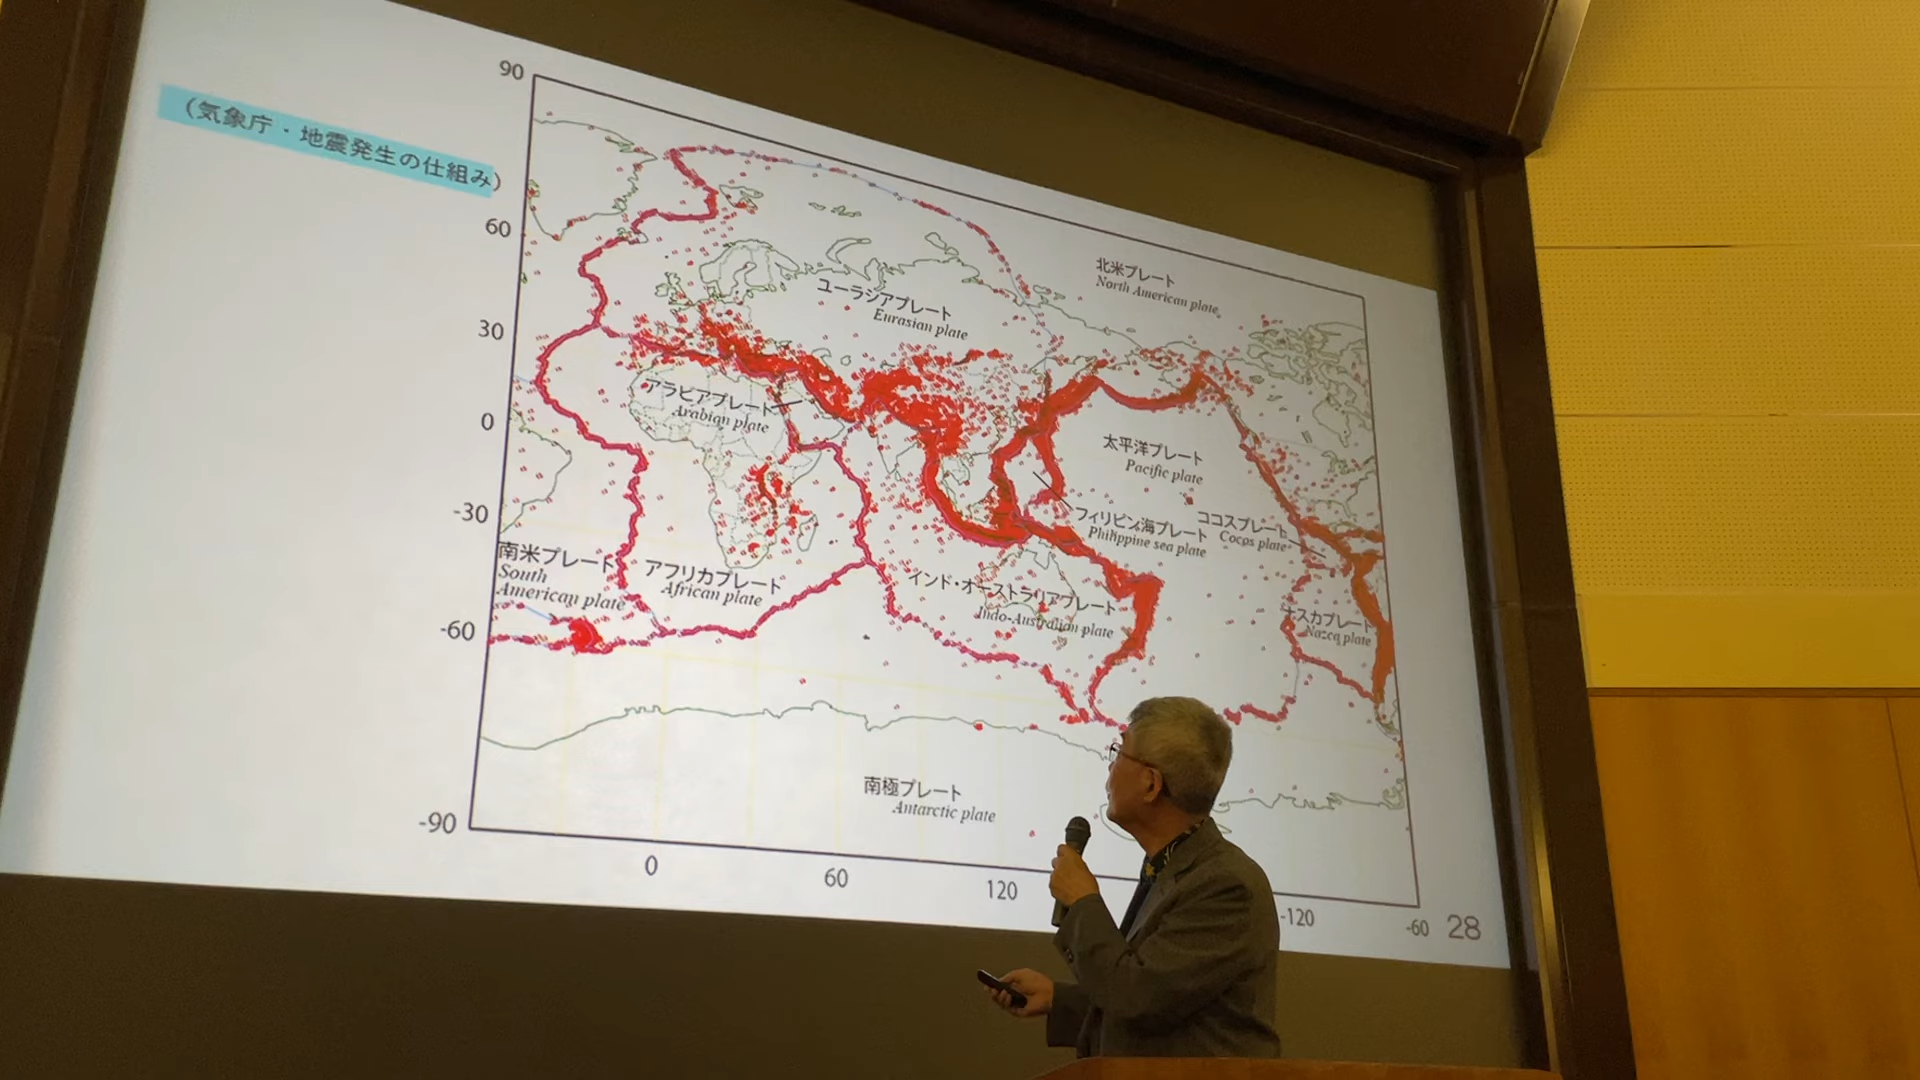 (気象庁・地震発生の仕組み)
90
60
30
0
-30
-60
-90
北米プレート
North American plate
ユーラシアプレート
Eurasian plate
アラビアプレート
Arabian plate
太平洋プレート
Pacific plate
フィリピン海プレート
Philippine sea plate
ココスプレート
Cocos plate
南米プレート
South
American plate
アフリカプレート
African plate
インド・オーストラリアプレート
Indo-Australian plate
ナスカプレート
Nazca plate
南極プレート
Antarctic plate
0
60
120
-120
-60
28